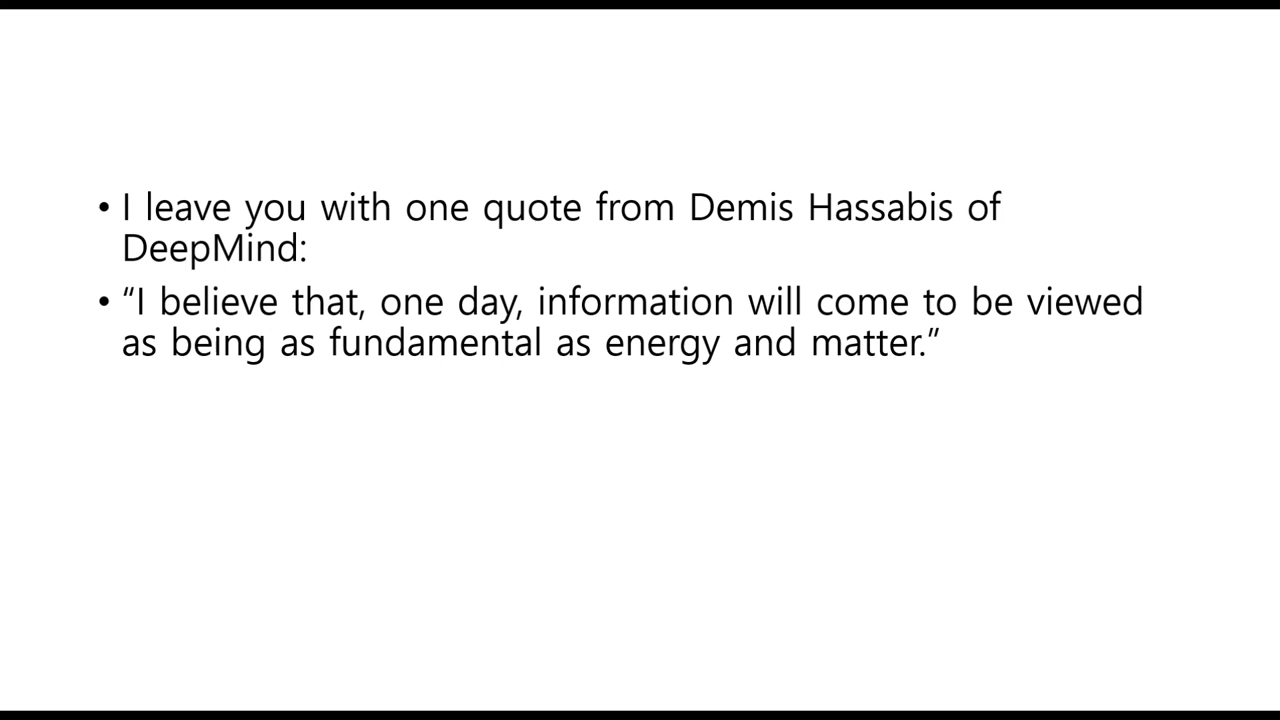 • I leave you with one quote from Demis Hassabis of
DeepMind:
• “I believe that, one day, information will come to be viewed
as being as fundamental as energy and matter.”